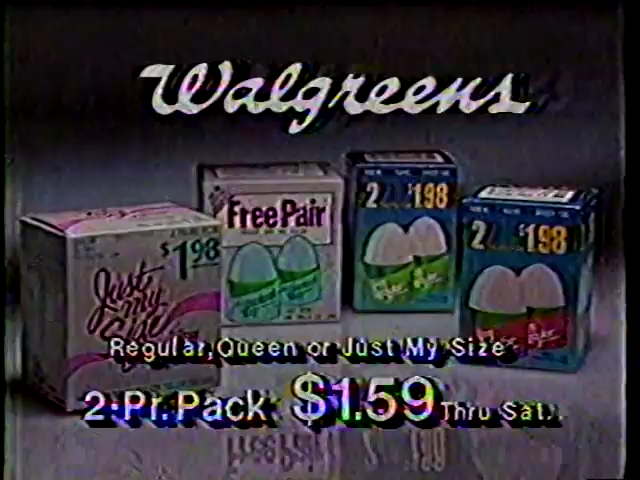 Walgreens
Free Pair
2 $1.98
2 $1.98
$1.98
Just
my
Size
Regular, Queen or Just My Size
2-Pr. Pack $1.59 Thru Sat.